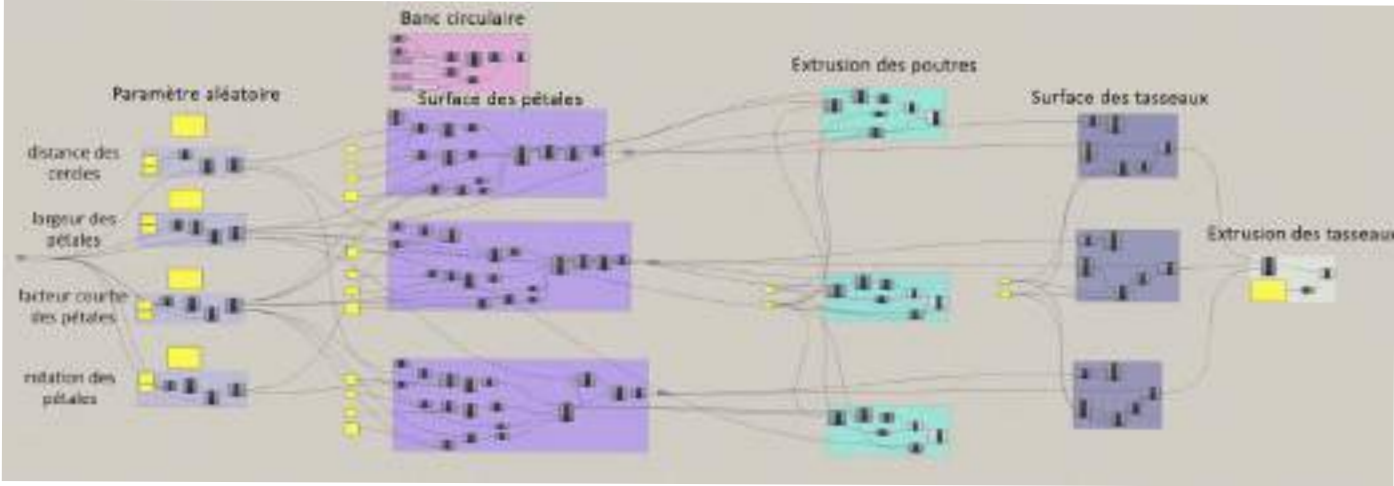 Banc circulaire
Paramètre aléatoire
Surface des pétales
Extrusion des poutres
Surface des tasseaux
distance des
cercles
largeur des
pétales
Extrusion des tasseaux
facteur courbe
des pétales
rotation des
pétales